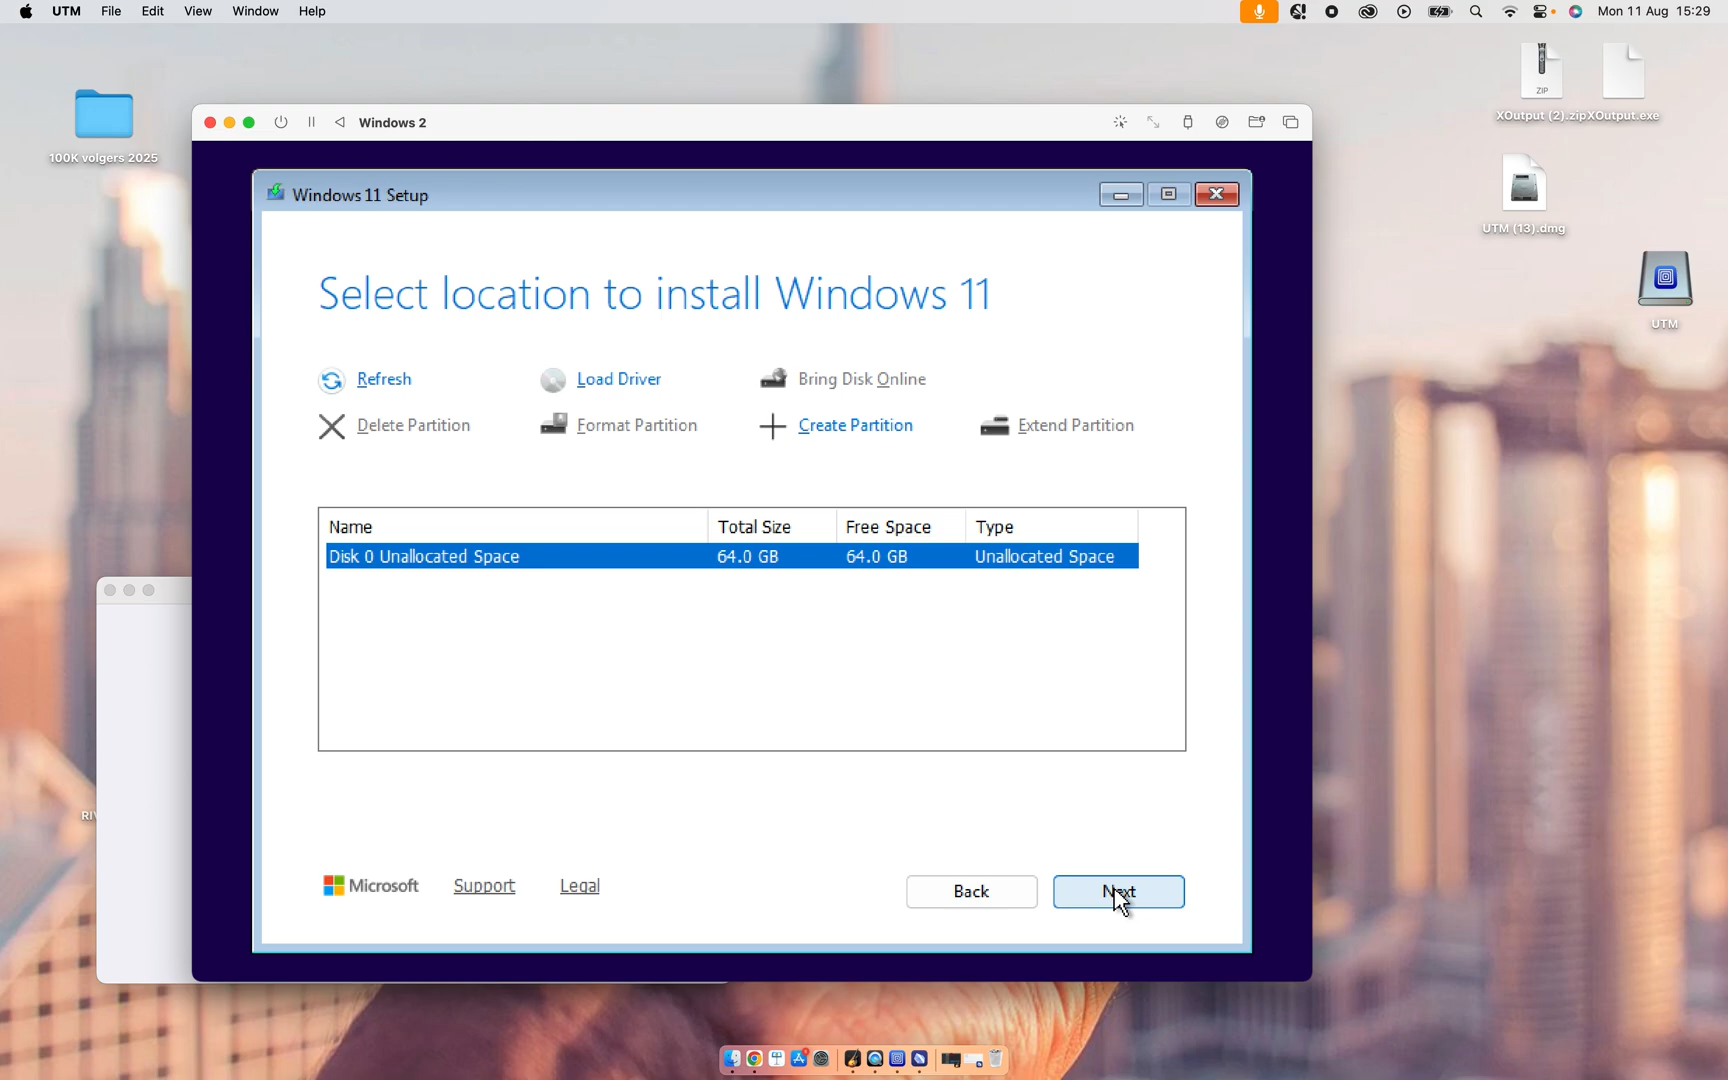 UTM File Edit View Window Help
Mon 11 Aug 15:29
ZIP
XOutput (2).zip XOutput.exe
100K volgers 2025
Windows 2
Windows 11 Setup
UTM (13).dmg
Select location to install Windows 11
UTM
Refresh Load Driver Bring Disk Online
Delete Partition Format Partition Create Partition Extend Partition
Name Total Size Free Space Type
Disk 0 Unallocated Space 64.0 GB 64.0 GB Unallocated Space
Microsoft Support Legal Back Next